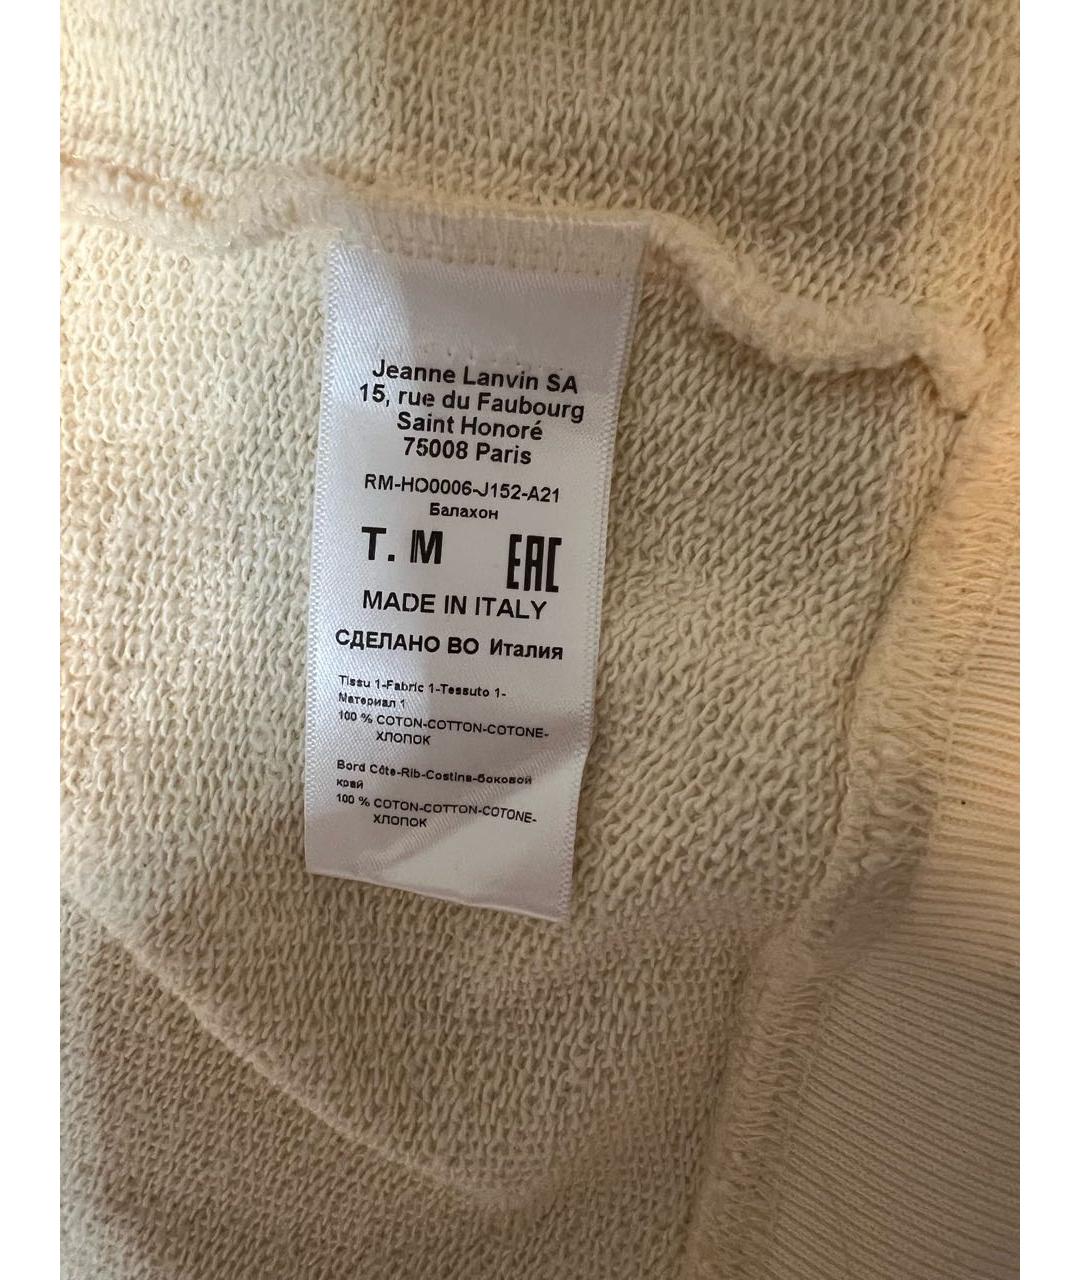 Jeanne Lanvin SA
15, rue du Faubourg
Saint Honoré
75008 Paris
RM-HO0006-J152-A21
Балахон
T. M EAC
MADE IN ITALY
СДЕЛАНО ВО Италия
Tissu 1-Fabric 1-Tessuto 1-
Материал 1
100 % COTON-COTTON-COTONE-
ХЛОПОК
Bord Côte-Rib-Costina-боковой
край
100 % COTON-COTTON-COTONE-
ХЛОПОК